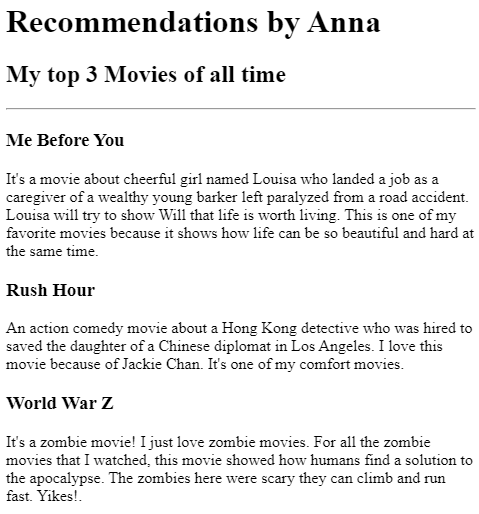 Recommendations by Anna
My top 3 Movies of all time
Me Before You
It's a movie about cheerful girl named Louisa who landed a job as a
caregiver of a wealthy young barker left paralyzed from a road accident.
Louisa will try to show Will that life is worth living. This is one of my
favorite movies because it shows how life can be so beautiful and hard at
the same time.
Rush Hour
An action comedy movie about a Hong Kong detective who was hired to
saved the daughter of a Chinese diplomat in Los Angeles. I love this
movie because of Jackie Chan. It's one of my comfort movies.
World War Z
It's a zombie movie! I just love zombie movies. For all the zombie
movies that I watched, this movie showed how humans find a solution to
the apocalypse. The zombies here were scary they can climb and run
fast. Yikes!.